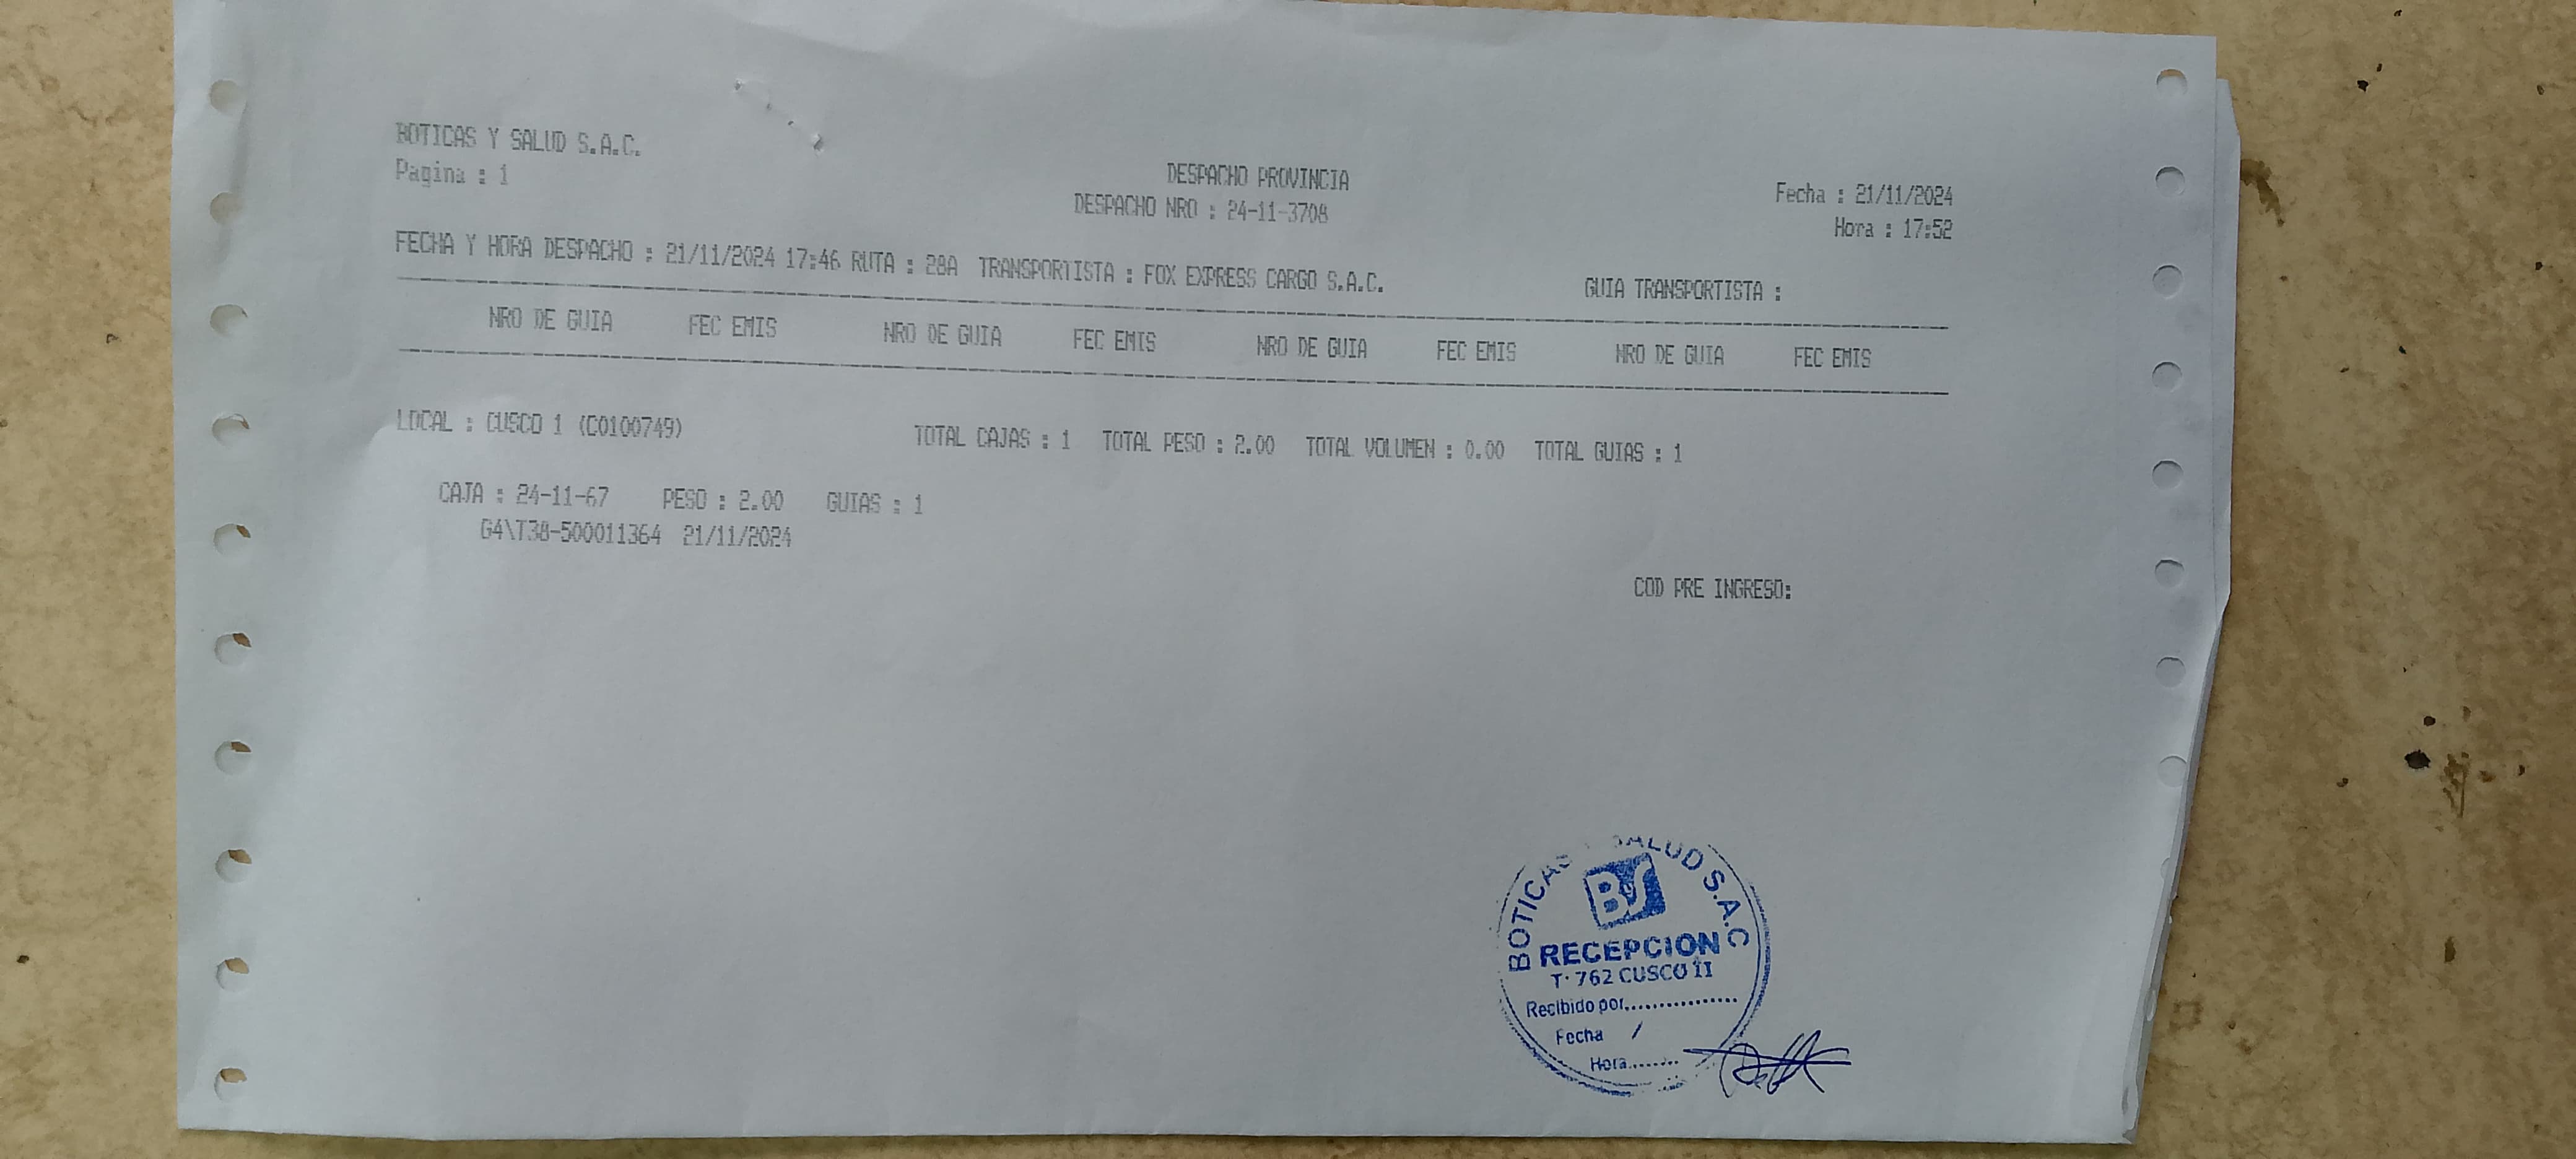 BOTICAS Y SALUD S.A.C.
Pagina : 1
DESPACHO PROVINCIA
DESPACHO NRO : 24-11-3708
Fecha : 21/11/2024
Hora : 17:52
FECHA Y HORA DESPACHO : 21/11/2024 17:46 RUTA : 28A TRANSPORTISTA : FOX EXPRESS CARGO S.A.C. GUIA TRANSPORTISTA :
NRO DE GUIA FEC EMIS NRO DE GUIA FEC EMIS NRO DE GUIA FEC EMIS NRO DE GUIA FEC EMIS
LOCAL : CUSCO 1 (C0100749) TOTAL CAJAS : 1 TOTAL PESO : 2.00 TOTAL VOLUMEN : 0.00 TOTAL GUIAS : 1
CAJA : 24-11-67 PESO : 2.00 GUIAS : 1
G4\T38-500011364 21/11/2024
COD PRE INGRESO:
BOTICAS Y SALUD S.A.C
BS
RECEPCION
T· 762 CUSCO II
Recibido por................
Fecha /
Hora.......